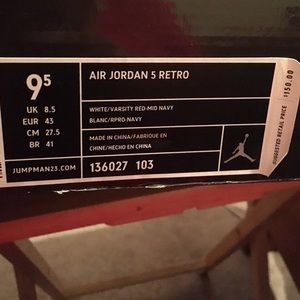 9⁵
UK 8.5
EUR 43
CM 27.5
BR 41
JUMPMAN23.COM
AIR JORDAN 5 RETRO
WHITE/VARSITY RED-MID NAVY
BLANC/RPRO-NAVY
MADE IN CHINA/FABRIQUE EN
CHINE/HECHO EN CHINA
136027 103
$150.00
SUGGESTED RETAIL PRICE